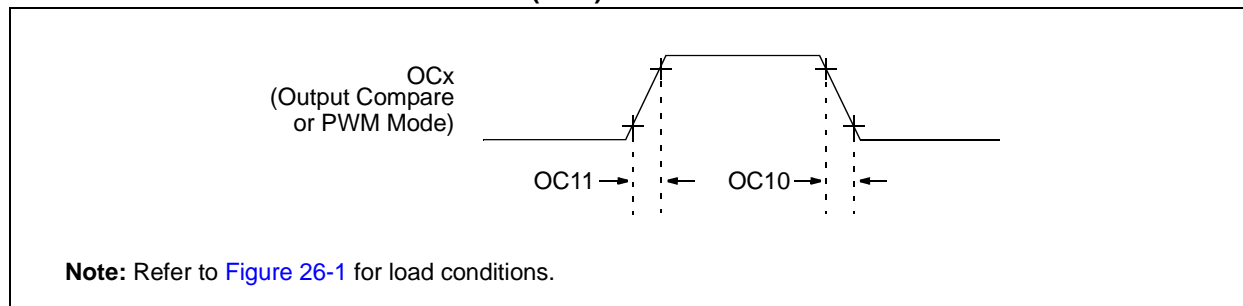 OCx
(Output Compare
or PWM Mode)
OC11
OC10
Note: Refer to Figure 26-1 for load conditions.